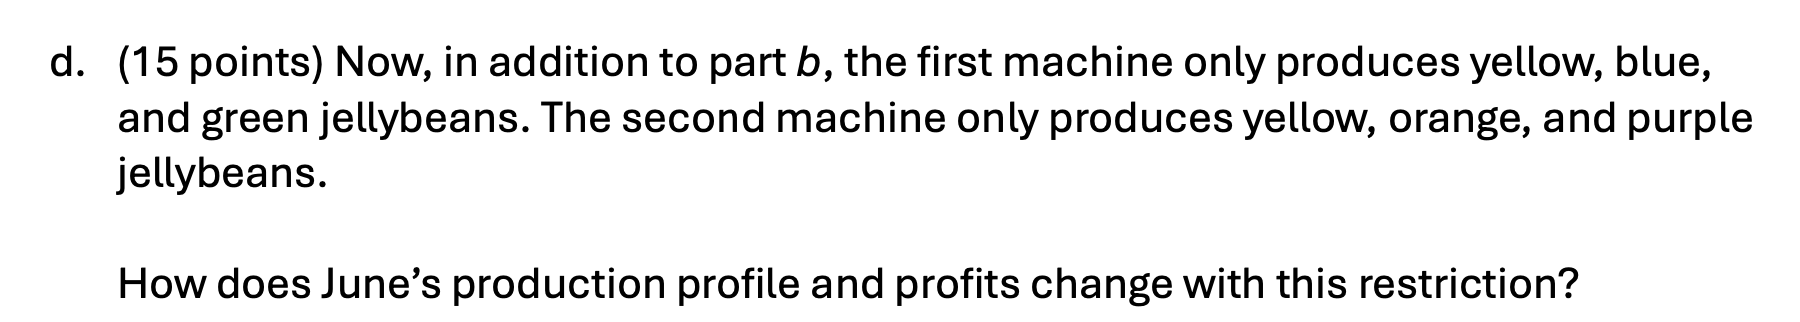 d. (15 points) Now, in addition to part b, the first machine only produces yellow, blue,
and green jellybeans. The second machine only produces yellow, orange, and purple
jellybeans.
How does June’s production profile and profits change with this restriction?